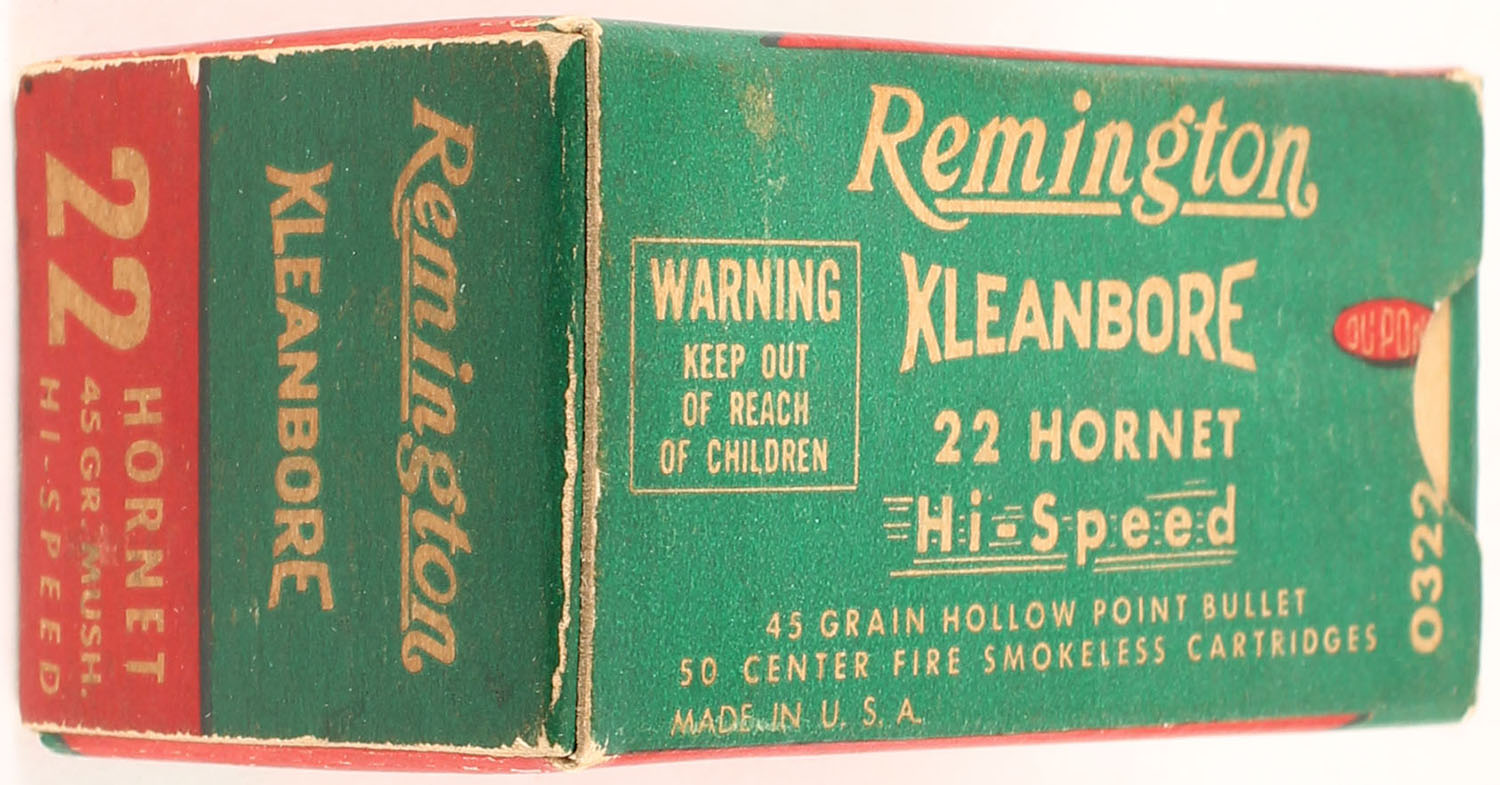 Remington
KLEANBORE
22 HORNET
45 GR. MUSH.
HI-SPEED
Remington
KLEANBORE
22 HORNET
Hi-Speed
45 GRAIN HOLLOW POINT BULLET
50 CENTER FIRE SMOKELESS CARTRIDGES
MADE IN U. S. A.
WARNING
KEEP OUT
OF REACH
OF CHILDREN
0322